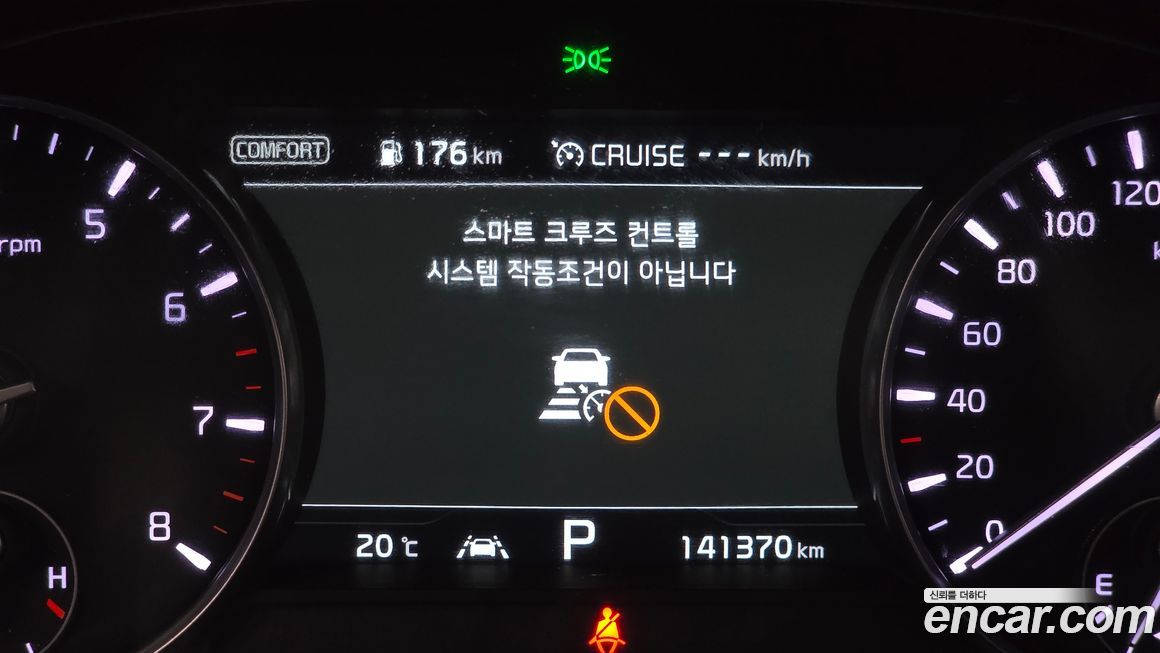 COMFORT 176 km CRUISE --- km/h
스마트 크루즈 컨트롤
시스템 작동조건이 아닙니다
rpm
5
6
7
8
H
120
100
80
60
40
20
0
E
20 ℃ P 141370 km
신뢰를 더하다
encar.com